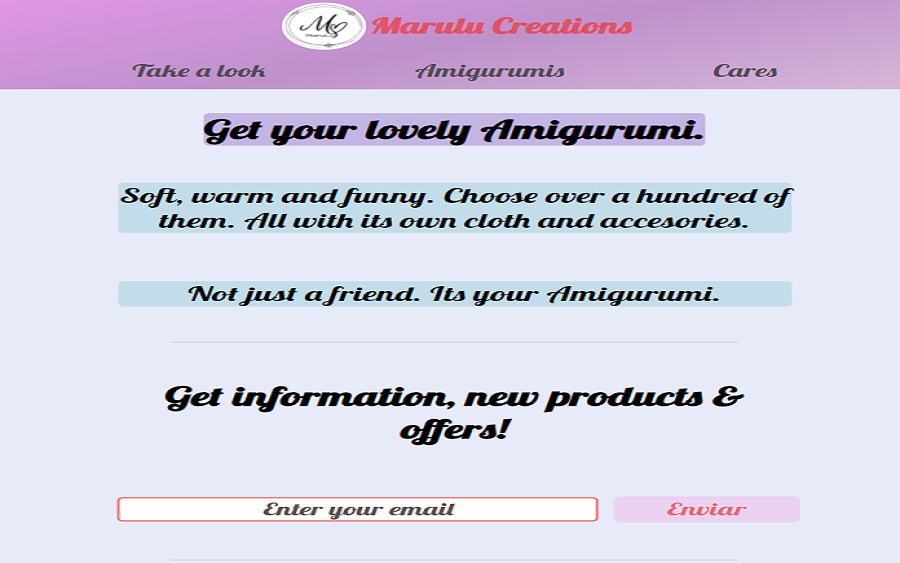 Marulu Creations
Take a look Amigurumis Cares
Get your lovely Amigurumi.
Soft, warm and funny. Choose over a hundred of
them. All with its own cloth and accesories.
Not just a friend. Its your Amigurumi.
Get information, new products &
offers!
Enter your email Enviar